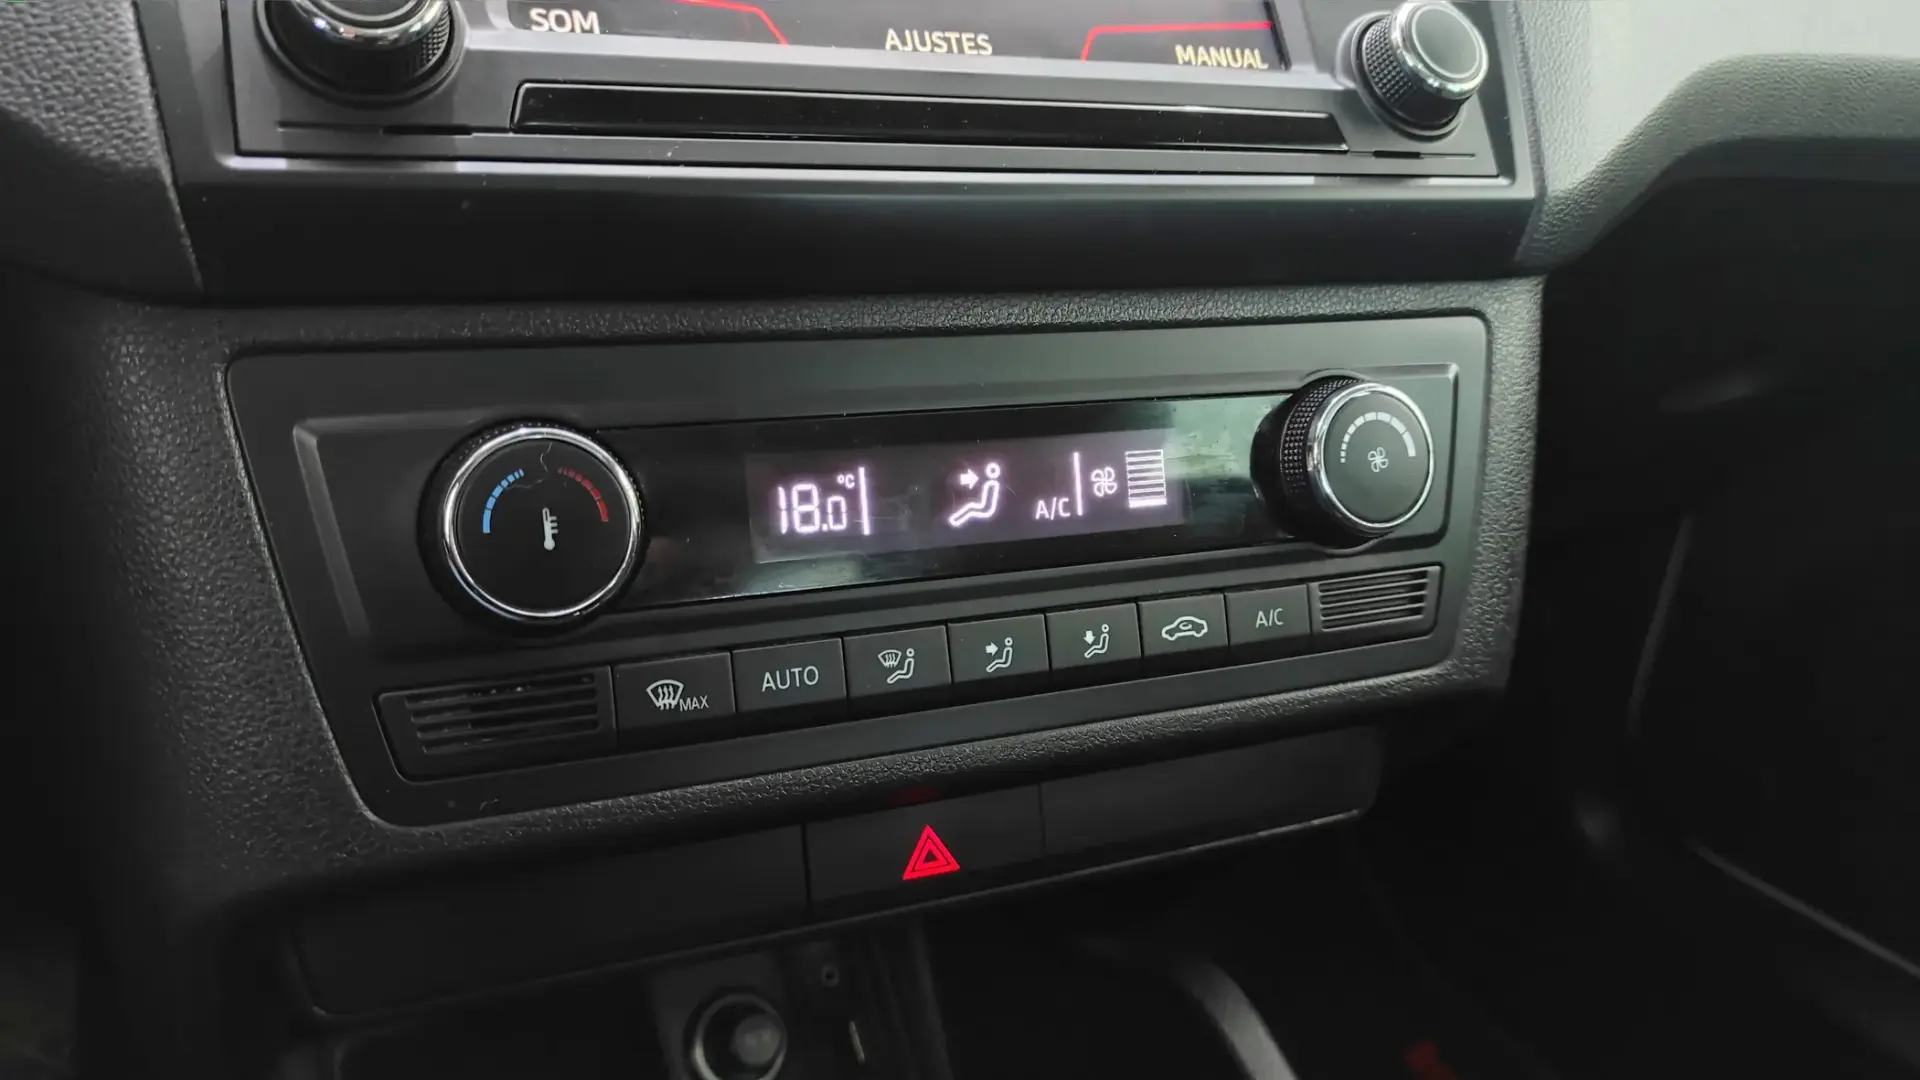 SOM
AJUSTES
MANUAL
18.0°C
A/C
MAX
AUTO
A/C